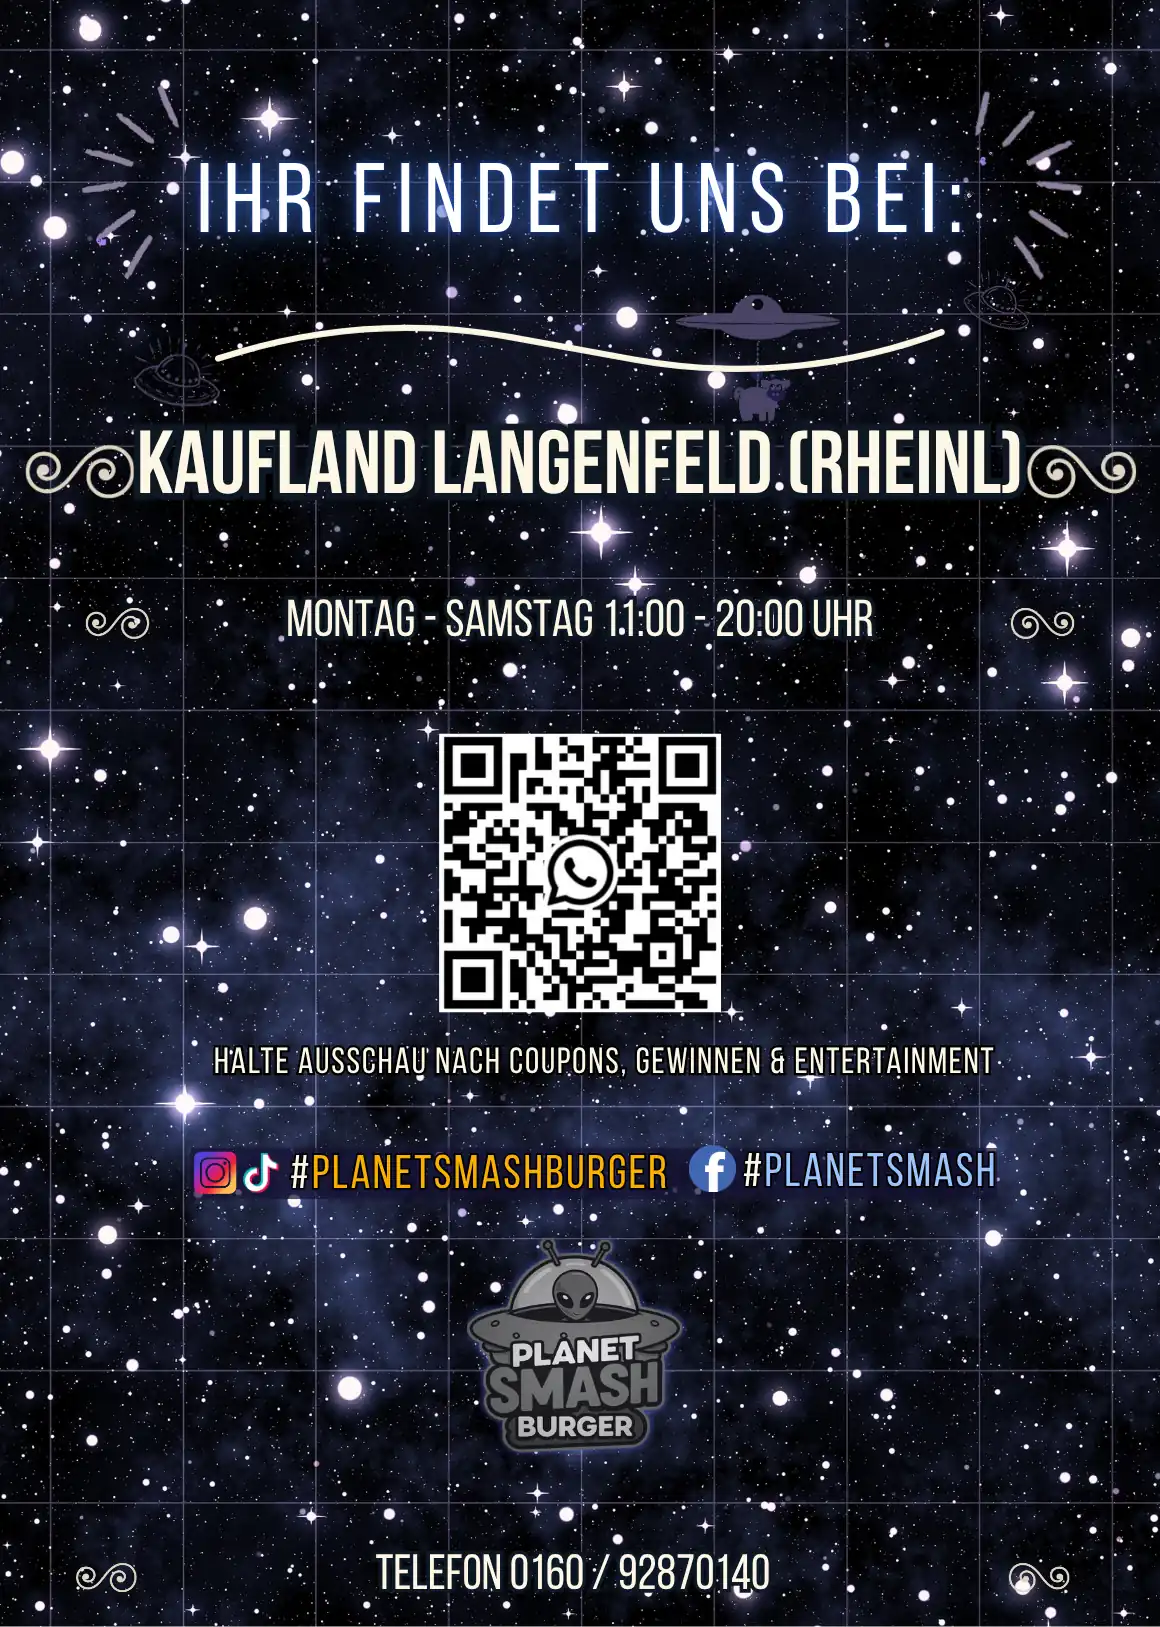 IHR FINDET UNS BEI:
KAUFLAND LANGENFELD (RHEINL)
MONTAG - SAMSTAG 11:00 - 20:00 UHR
HALTE AUSSCHAU NACH COUPONS, GEWINNEN & ENTERTAINMENT
#PLANETSMASHBURGER #PLANETSMASH
PLANET
SMASH
BURGER
TELEFON 0160 / 92870140